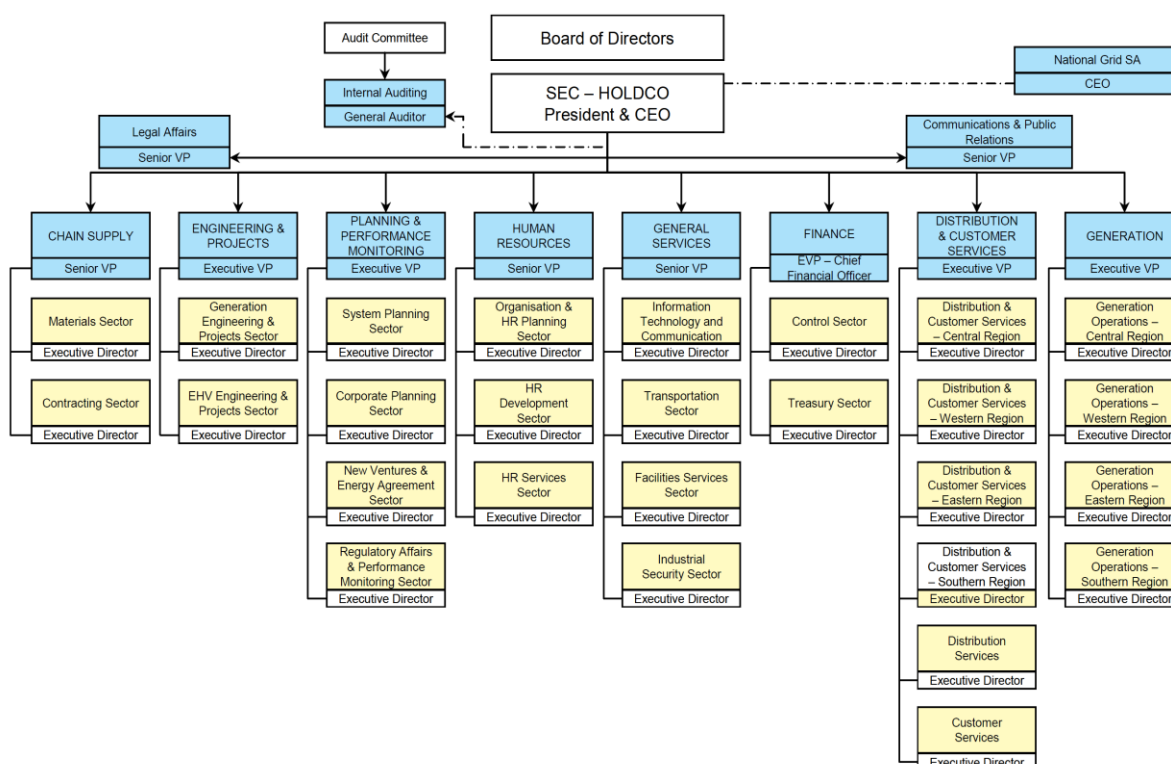 Audit Committee
Board of Directors
National Grid SA
CEO
Internal Auditing
General Auditor
SEC – HOLDCO
President & CEO
Legal Affairs
Senior VP
Communications & Public
Relations
Senior VP
CHAIN SUPPLY
Senior VP
Materials Sector
Executive Director
Contracting Sector
Executive Director
ENGINEERING &
PROJECTS
Executive VP
Generation
Engineering &
Projects Sector
Executive Director
EHV Engineering &
Projects Sector
Executive Director
PLANNING &
PERFORMANCE
MONITORING
Executive VP
System Planning
Sector
Executive Director
Corporate Planning
Sector
Executive Director
New Ventures &
Energy Agreement
Sector
Executive Director
Regulatory Affairs
& Performance
Monitoring Sector
Executive Director
HUMAN
RESOURCES
Senior VP
Organisation &
HR Planning
Sector
Executive Director
HR
Development
Sector
Executive Director
HR Services
Sector
Executive Director
GENERAL
SERVICES
Senior VP
Information
Technology and
Communication
Executive Director
Transportation
Sector
Executive Director
Facilities Services
Sector
Executive Director
Industrial
Security Sector
Executive Director
FINANCE
EVP – Chief
Financial Officer
Control Sector
Executive Director
Treasury Sector
Executive Director
DISTRIBUTION
& CUSTOMER
SERVICES
Executive VP
Distribution &
Customer Services
– Central Region
Executive Director
Distribution &
Customer Services
– Western Region
Executive Director
Distribution &
Customer Services
– Eastern Region
Executive Director
Distribution &
Customer Services
– Southern Region
Executive Director
Distribution
Services
Executive Director
Customer
Services
Executive Director
GENERATION
Executive VP
Generation
Operations –
Central Region
Executive Director
Generation
Operations –
Western Region
Executive Director
Generation
Operations –
Eastern Region
Executive Director
Generation
Operations –
Southern Region
Executive Director